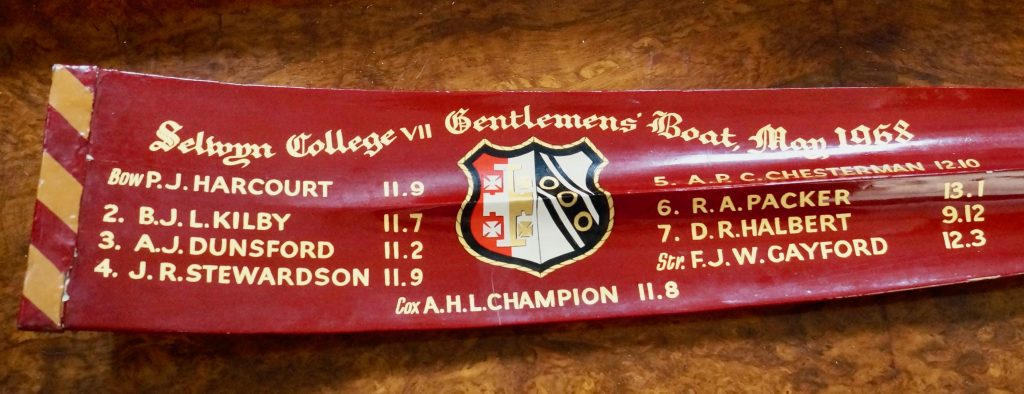 Selwyn College VII Gentlemens' Boat, May 1968
Bow P.J. HARCOURT 11.9
2. B.J.L. KILBY 11.7
3. A.J. DUNSFORD 11.2
4. J.R. STEWARDSON 11.9
5. A.P.C. CHESTERMAN 12.10
6. R.A. PACKER 13.1
7. D.R. HALBERT 9.12
Str. F.J.W. GAYFORD 12.3
Cox A.H.L. CHAMPION 11.8